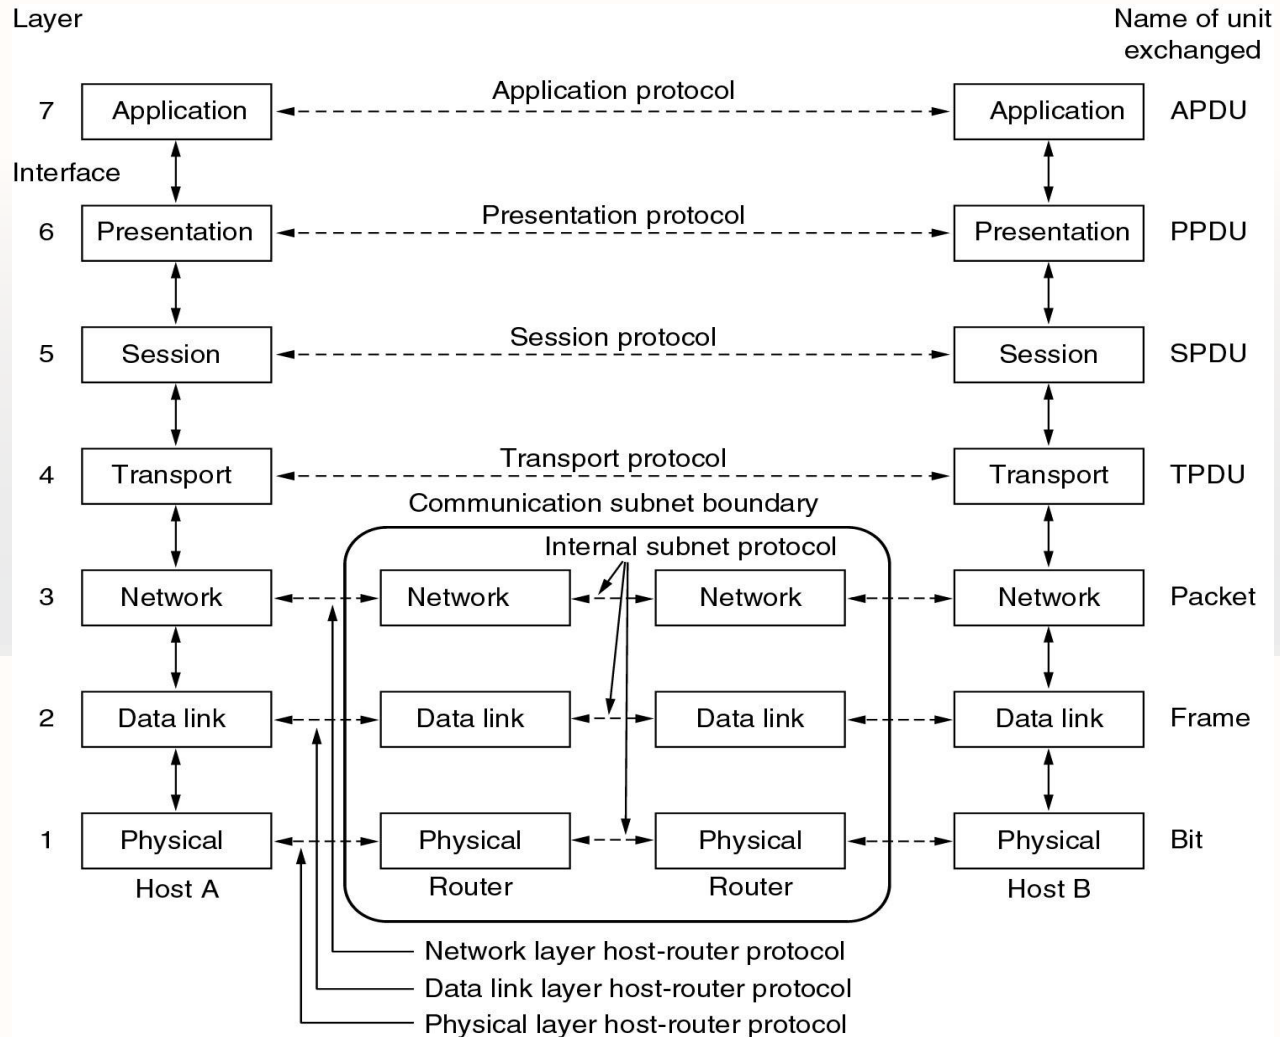 Layer
Name of unit
exchanged
7
Application
Application protocol
Application
APDU
Interface
6
Presentation
Presentation protocol
Presentation
PPDU
5
Session
Session protocol
Session
SPDU
4
Transport
Transport protocol
Transport
TPDU
Communication subnet boundary
Internal subnet protocol
3
Network
Network
Network
Network
Packet
2
Data link
Data link
Data link
Data link
Frame
1
Physical
Physical
Physical
Physical
Bit
Host A
Router
Router
Host B
Network layer host-router protocol
Data link layer host-router protocol
Physical layer host-router protocol